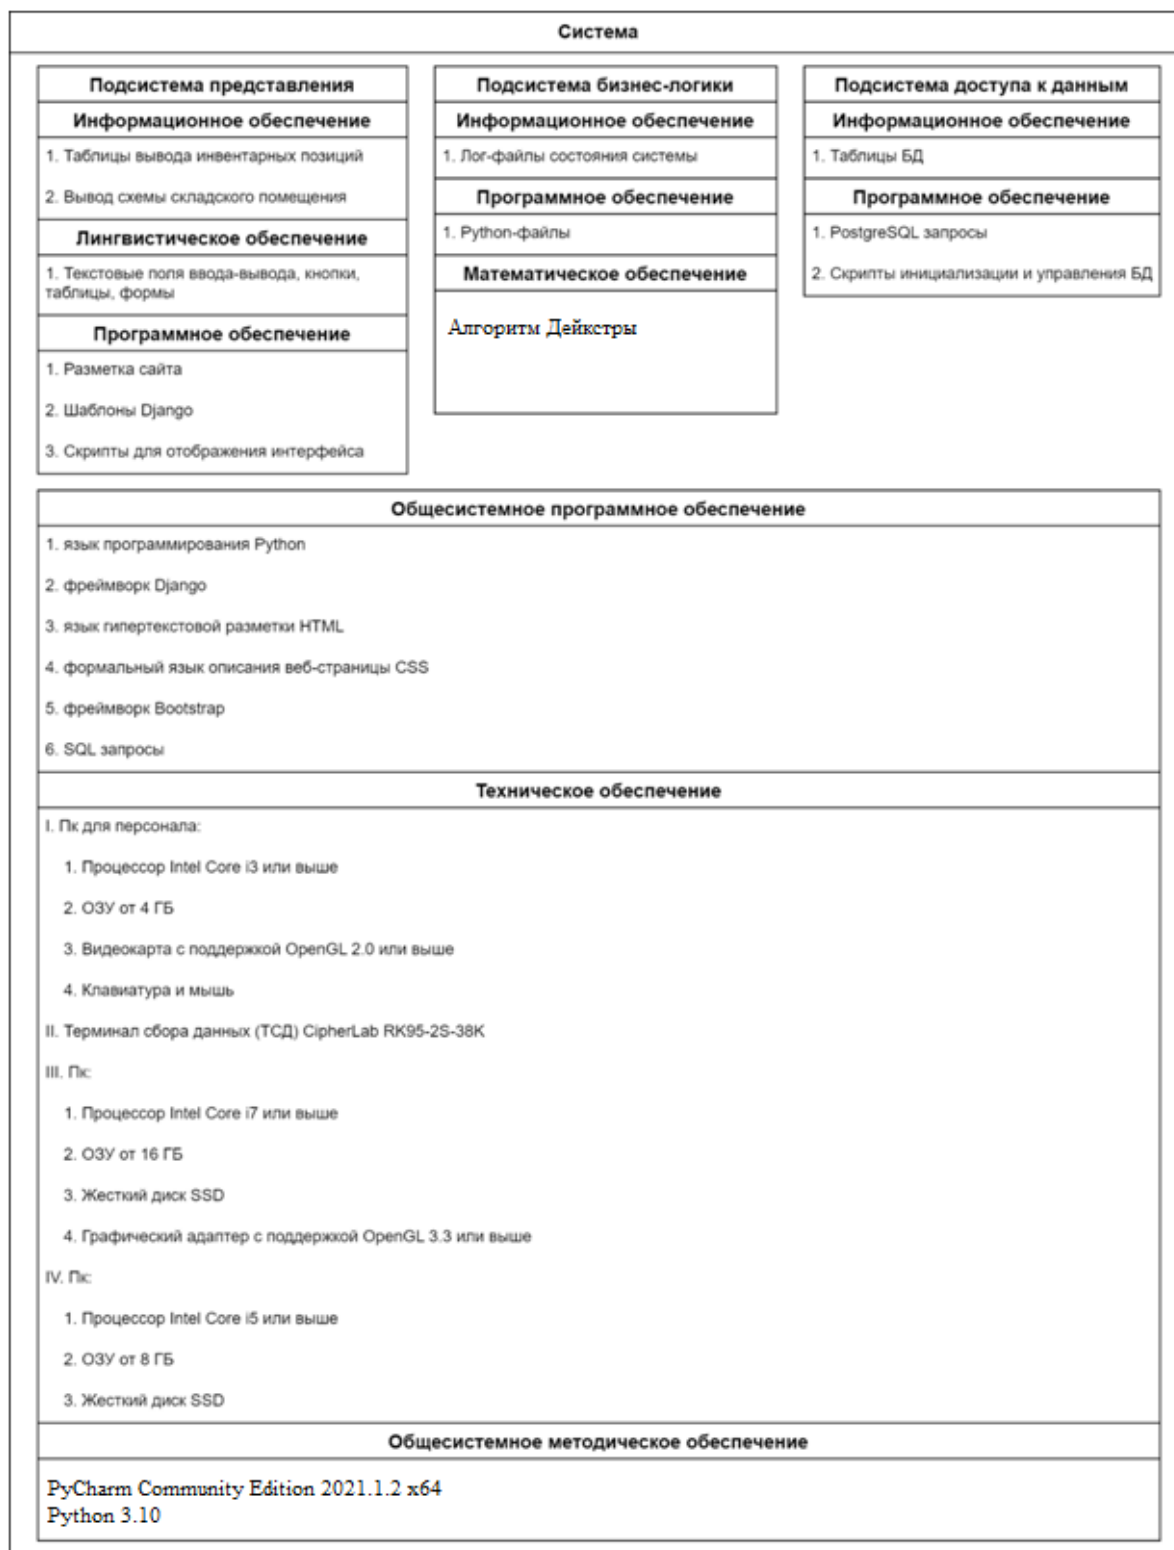 Система
Подсистема представления
Информационное обеспечение
1. Таблицы вывода инвентарных позиций
2. Вывод схемы складского помещения
Лингвистическое обеспечение
1. Текстовые поля ввода-вывода, кнопки,
таблицы, формы
Программное обеспечение
1. Разметка сайта
2. Шаблоны Django
3. Скрипты для отображения интерфейса
Подсистема бизнес-логики
Информационное обеспечение
1. Лог-файлы состояния системы
Программное обеспечение
1. Python-файлы
Математическое обеспечение
Алгоритм Дейкстры
Подсистема доступа к данным
Информационное обеспечение
1. Таблицы БД
Программное обеспечение
1. PostgreSQL запросы
2. Скрипты инициализации и управления БД
Общесистемное программное обеспечение
1. язык программирования Python
2. фреймворк Django
3. язык гипертекстовой разметки HTML
4. формальный язык описания веб-страницы CSS
5. фреймворк Bootstrap
6. SQL запросы
Техническое обеспечение
I. Пк для персонала:
1. Процессор Intel Core i3 или выше
2. ОЗУ от 4 ГБ
3. Видеокарта с поддержкой OpenGL 2.0 или выше
4. Клавиатура и мышь
II. Терминал сбора данных (ТСД) CipherLab RK95-2S-38K
III. Пк:
1. Процессор Intel Core i7 или выше
2. ОЗУ от 16 ГБ
3. Жесткий диск SSD
4. Графический адаптер с поддержкой OpenGL 3.3 или выше
IV. Пк:
1. Процессор Intel Core i5 или выше
2. ОЗУ от 8 ГБ
3. Жесткий диск SSD
Общесистемное методическое обеспечение
PyCharm Community Edition 2021.1.2 x64
Python 3.10